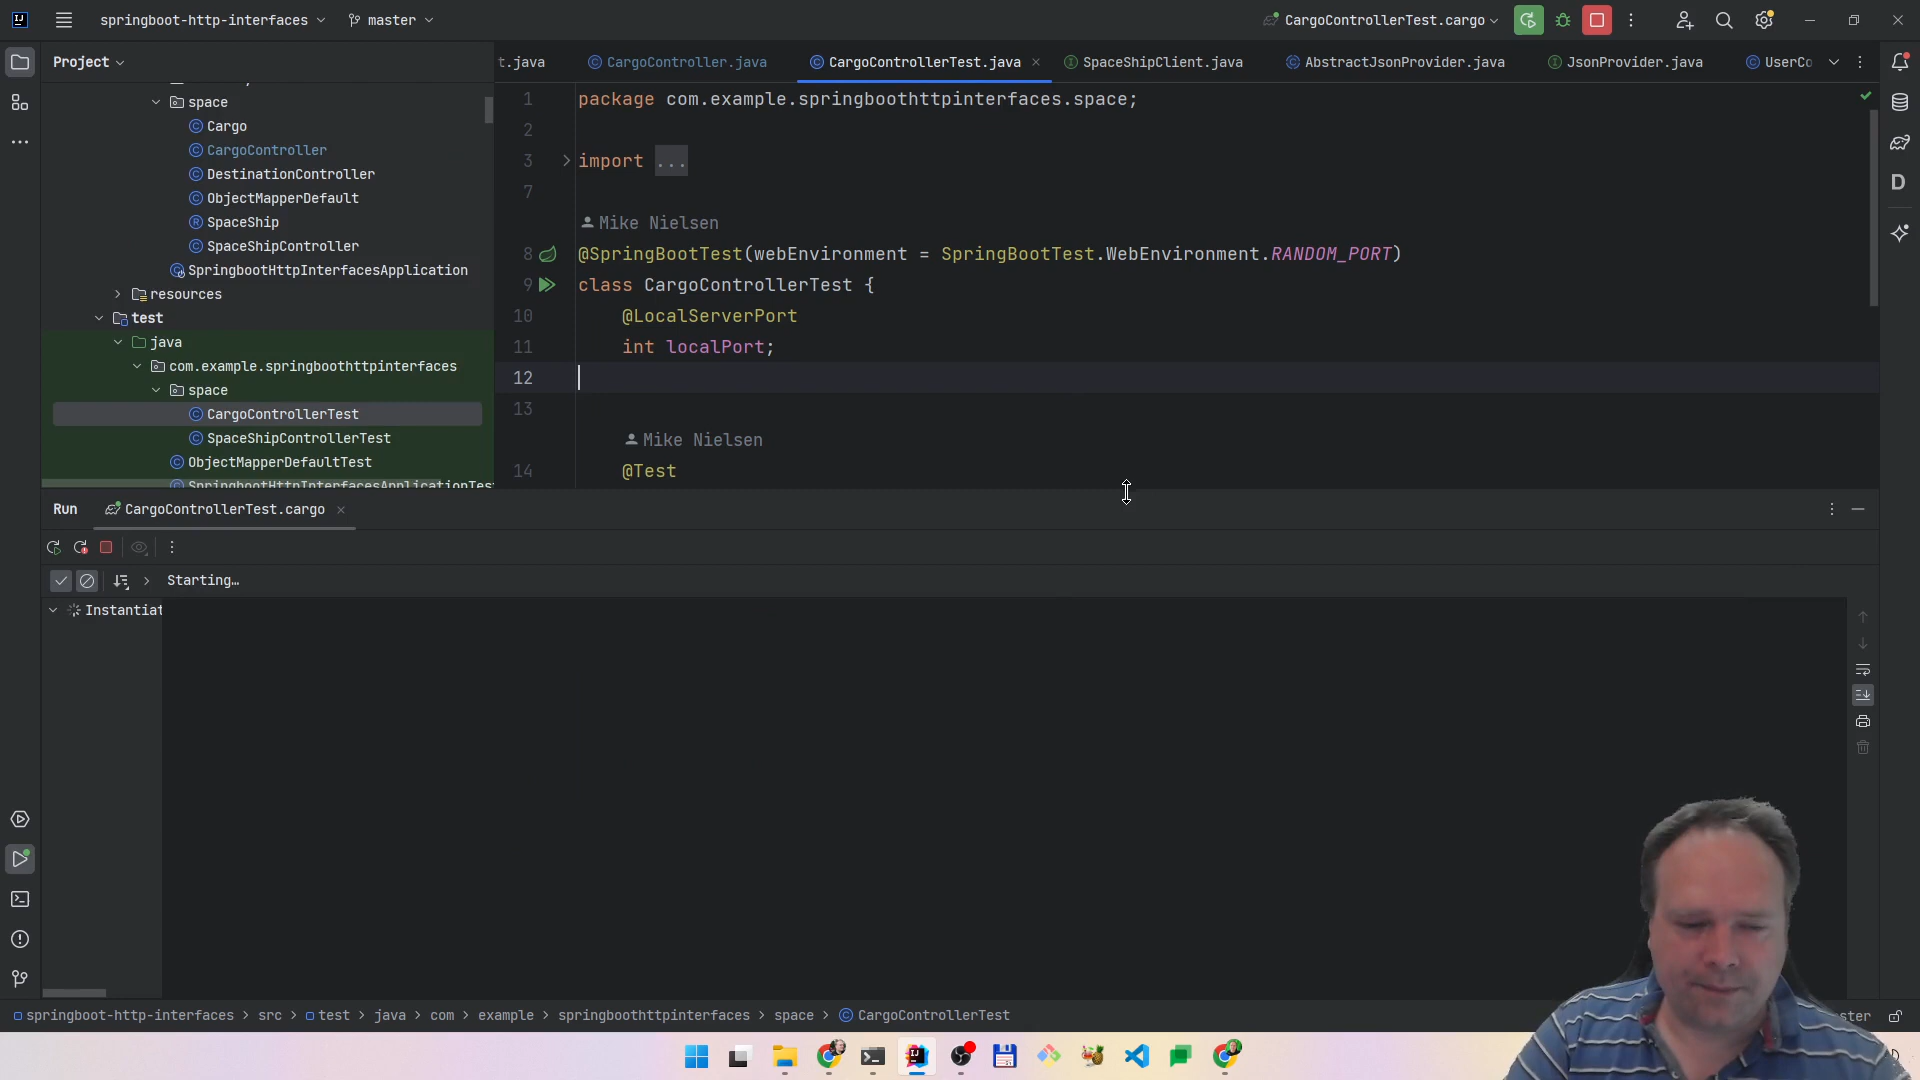 springboot-http-interfaces
master
CargoControllerTest.cargo
Project
space
Cargo
CargoController
DestinationController
ObjectMapperDefault
SpaceShip
SpaceShipController
SpringbootHttpInterfacesApplication
resources
test
java
com.example.springboothttpinterfaces
space
CargoControllerTest
SpaceShipControllerTest
ObjectMapperDefaultTest
SpringbootHttpInterfacesApplicationTest
t.java
CargoController.java
CargoControllerTest.java
SpaceShipClient.java
AbstractJsonProvider.java
JsonProvider.java
UserCo
1 package com.example.springboothttpinterfaces.space;
2
3 import ...
7
Mike Nielsen
8 @SpringBootTest(webEnvironment = SpringBootTest.WebEnvironment.RANDOM_PORT)
9 class CargoControllerTest {
10 @LocalServerPort
11 int localPort;
12
13
Mike Nielsen
14 @Test
D
Run
CargoControllerTest.cargo
Starting…
Instantiat
springboot-http-interfaces > src > test > java > com > example > springboothttpinterfaces > space > CargoControllerTest
ster